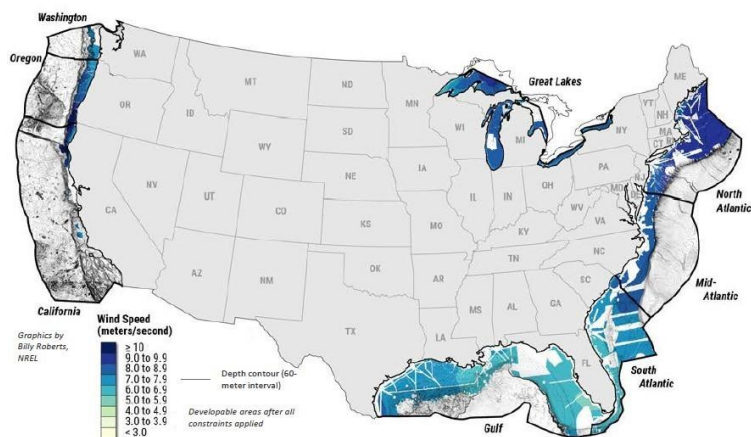 Washington
Oregon
WA
MT
ND
MN
Great Lakes
ME
VT
NH
OR
ID
SD
WI
MI
NY
MA
CT
WY
IA
PA
NJ
NE
NV
UT
CO
IL
IN
OH
MD
DE
WV
VA
North
Atlantic
CA
KS
MO
KY
NC
TN
Mid-
Atlantic
AZ
NM
OK
AR
SC
MS
AL
GA
TX
LA
FL
South
Atlantic
Gulf
California
Graphics by
Billy Roberts,
NREL
Wind Speed
(meters/second)
≥ 10
9.0 to 9.9
8.0 to 8.9
7.0 to 7.9
6.0 to 6.9
5.0 to 5.9
4.0 to 4.9
3.0 to 3.9
< 3.0
Depth contour (60-
meter interval)
Developable areas after all
constraints applied